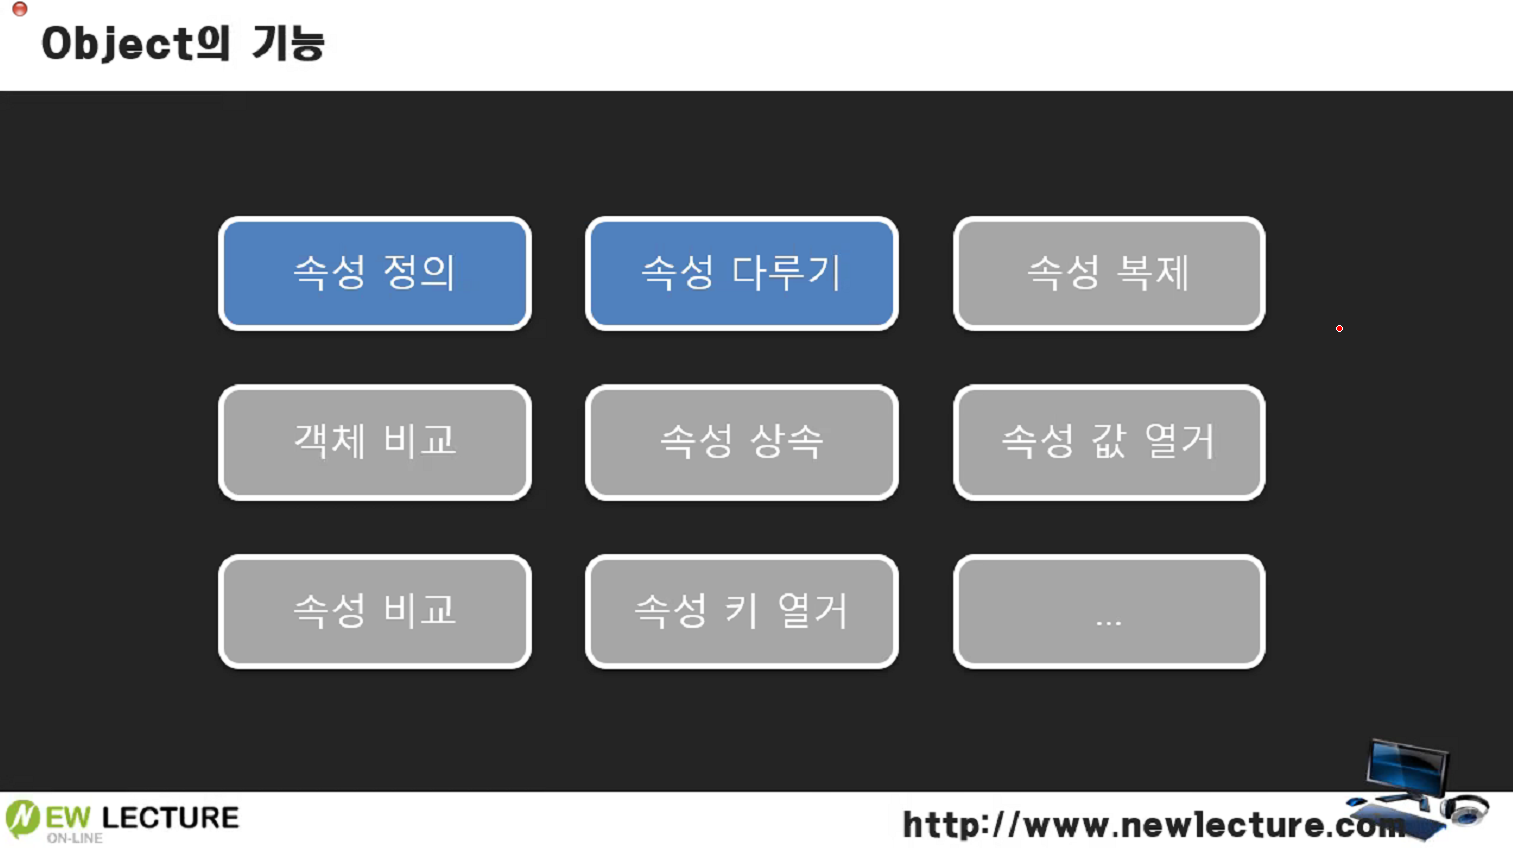 Object의 기능
속성 정의
속성 다루기
속성 복제
객체 비교
속성 상속
속성 값 열거
속성 비교
속성 키 열거
...
NEW LECTURE
ON-LINE
http://www.newlecture.com